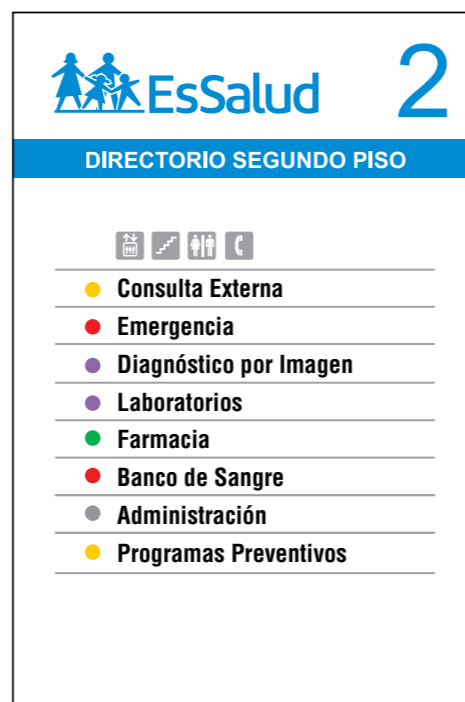 EsSalud 2
DIRECTORIO SEGUNDO PISO
Consulta Externa
Emergencia
Diagnóstico por Imagen
Laboratorios
Farmacia
Banco de Sangre
Administración
Programas Preventivos